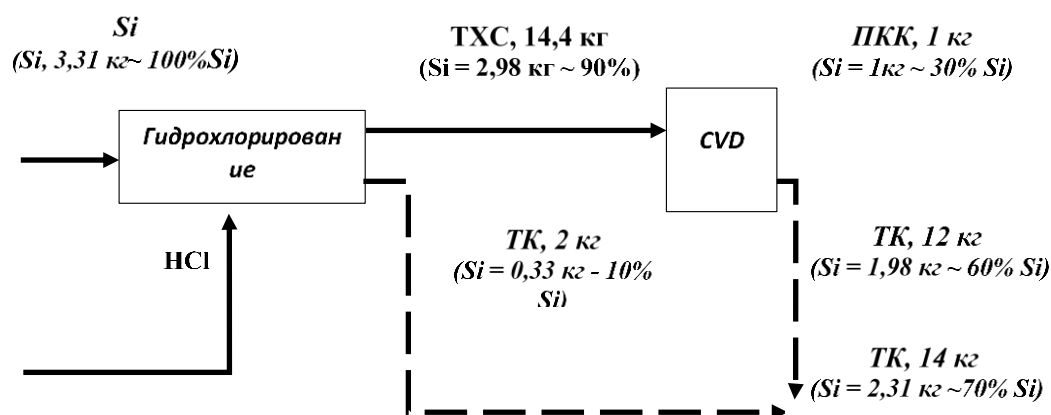 Si
(Si, 3,31 кг~ 100%Si)
ТХС, 14,4 кг
(Si = 2,98 кг ~ 90%)
ПКК, 1 кг
(Si = 1кг ~ 30% Si)
Гидрохлорирован
ие
CVD
HCl
ТК, 2 кг
(Si = 0,33 кг - 10%
Si)
ТК, 12 кг
(Si = 1,98 кг ~ 60% Si)
ТК, 14 кг
(Si = 2,31 кг ~70% Si)